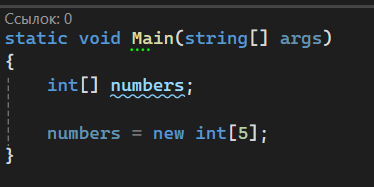 Ссылок: 0
static void Main(string[] args)
{
    int[] numbers;

    numbers = new int[5];
}